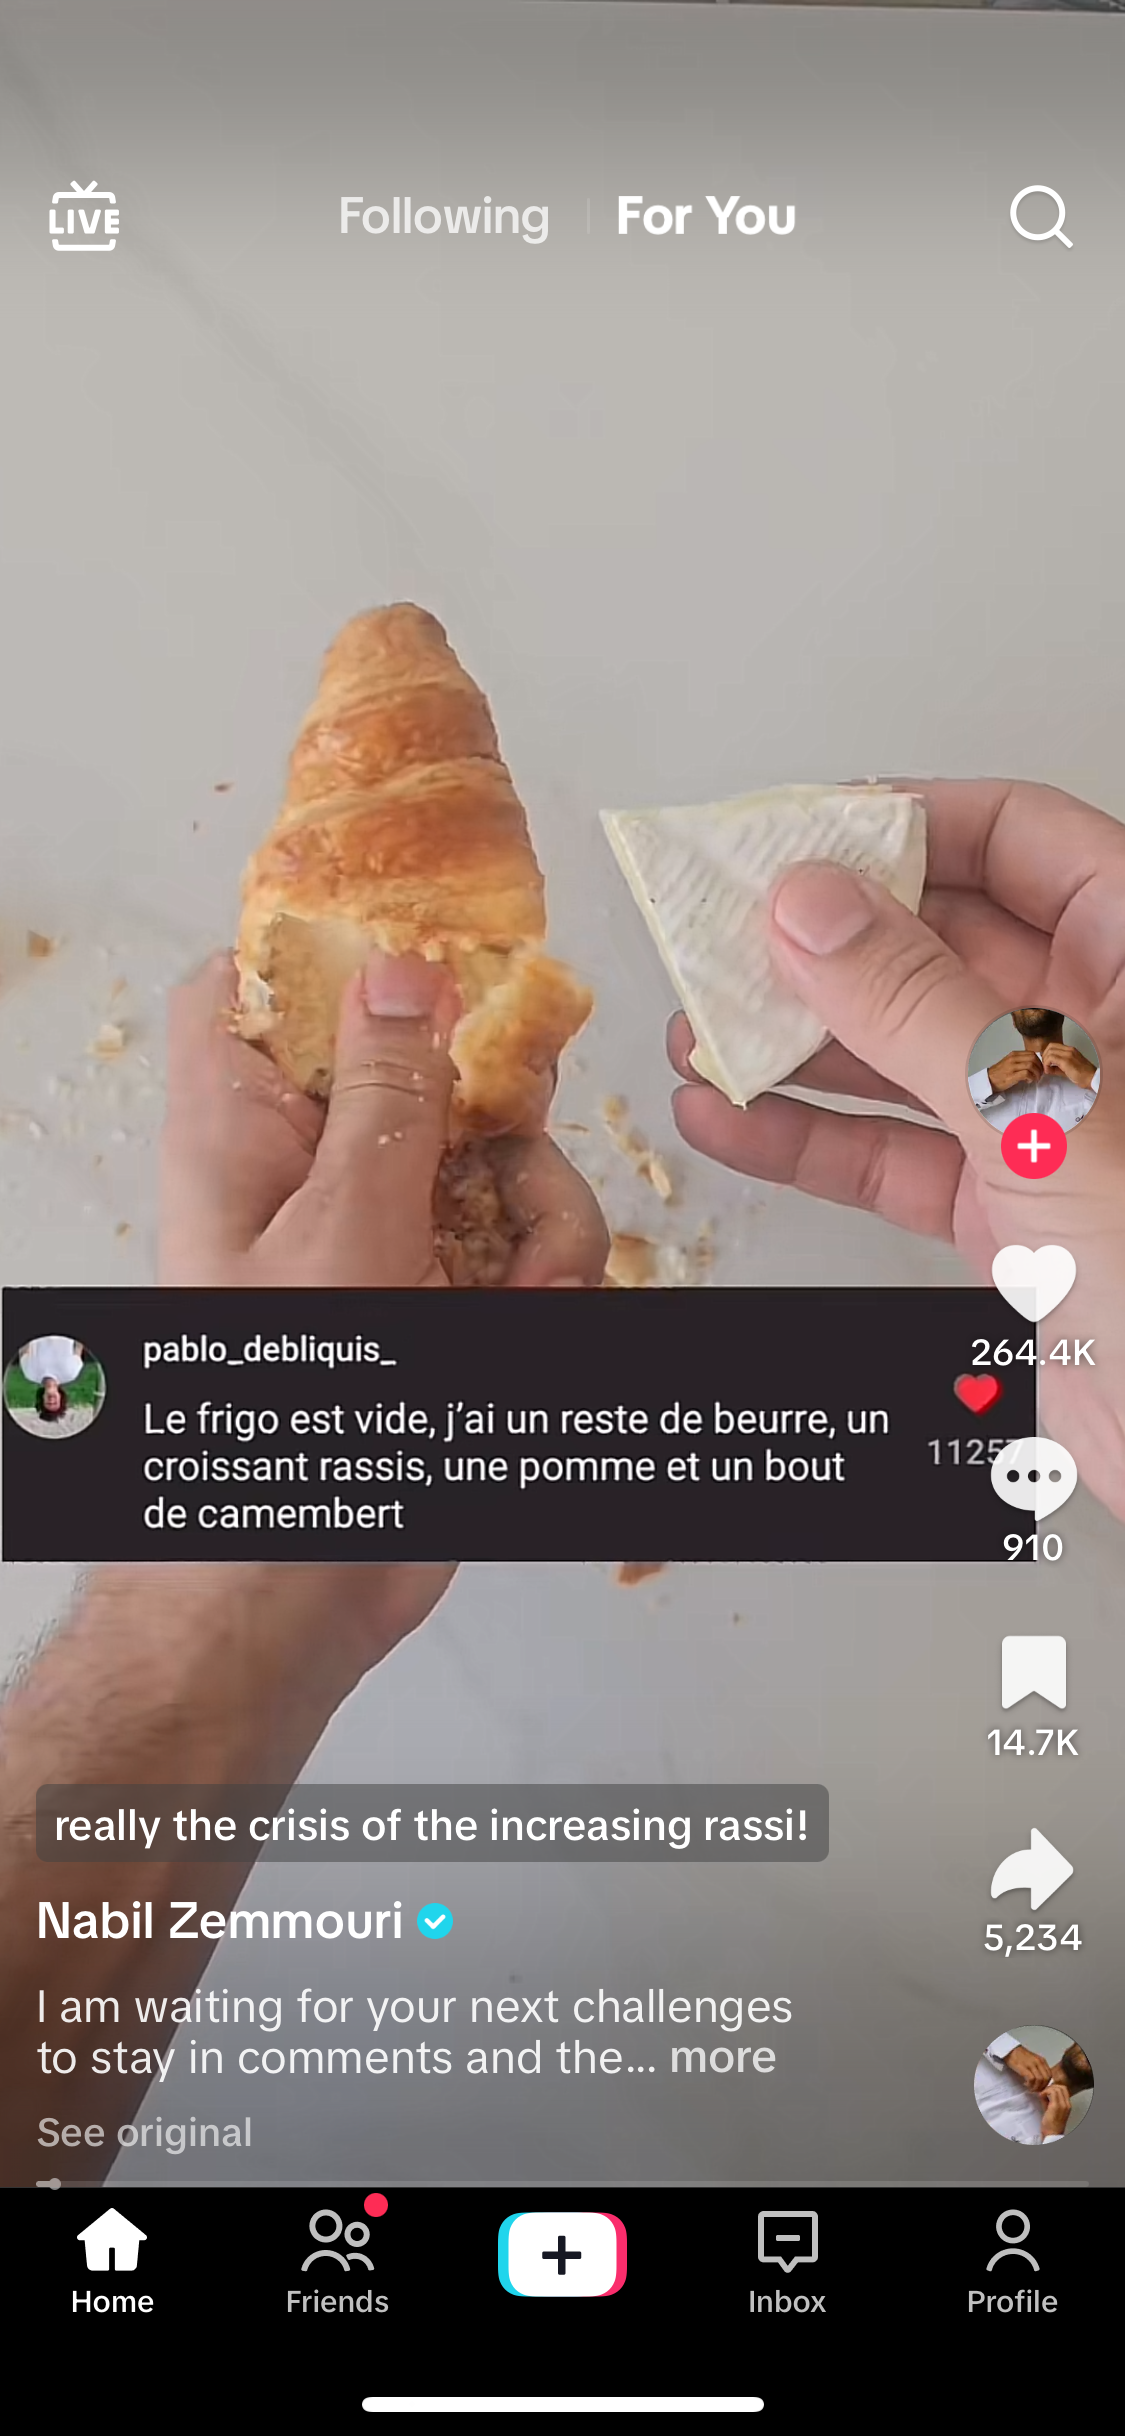 LIVE
Following
For You
pablo_debliquis_
Le frigo est vide, j’ai un reste de beurre, un
croissant rassis, une pomme et un bout
de camembert
264.4K
11257
910
14.7K
5,234
really the crisis of the increasing rassi!
Nabil Zemmouri
I am waiting for your next challenges
to stay in comments and the... more
See original
Home
Friends
Inbox
Profile